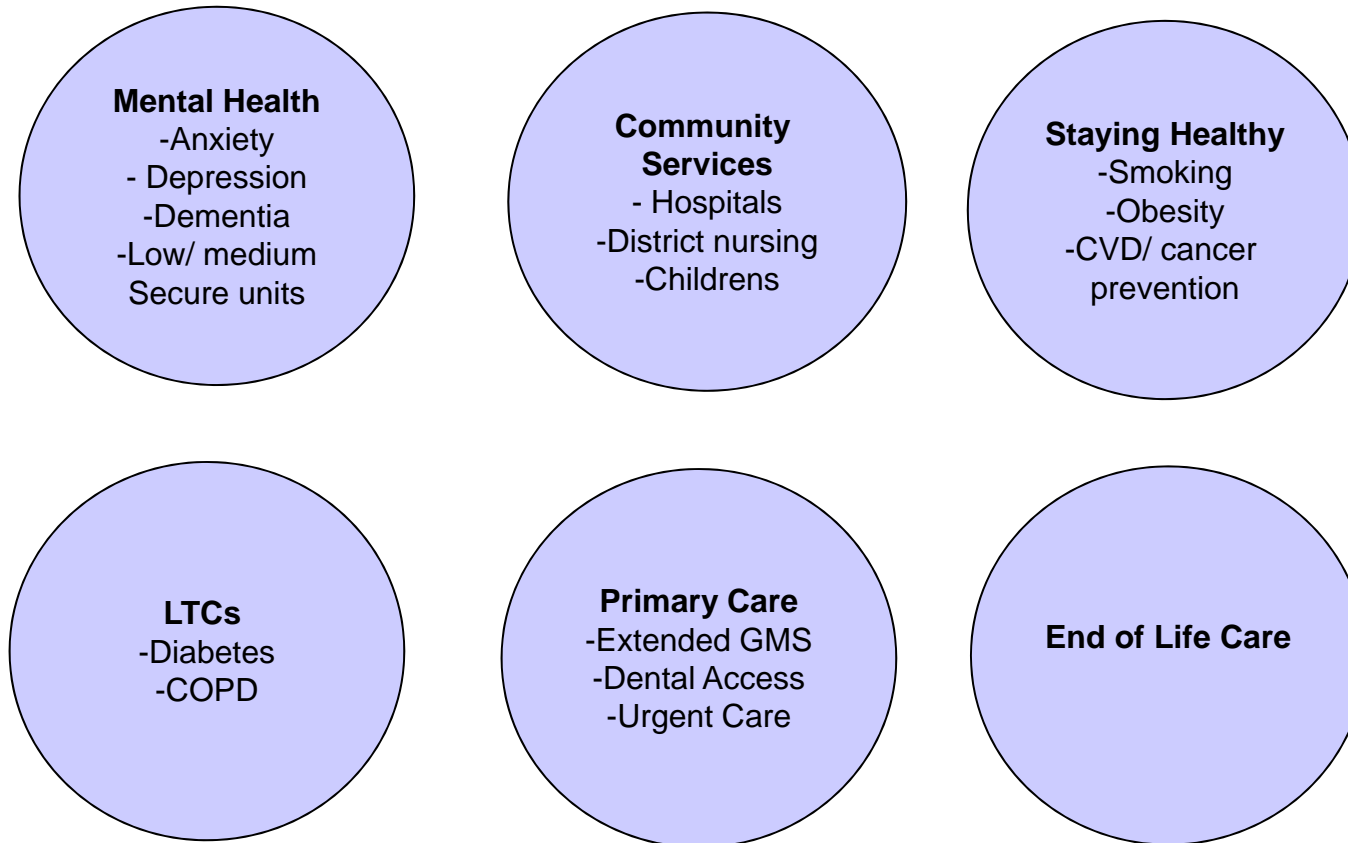 Mental Health
-Anxiety
- Depression
-Dementia
-Low/ medium
Secure units
Community
Services
- Hospitals
-District nursing
-Childrens
Staying Healthy
-Smoking
-Obesity
-CVD/ cancer
prevention
LTCs
-Diabetes
-COPD
Primary Care
-Extended GMS
-Dental Access
-Urgent Care
End of Life Care